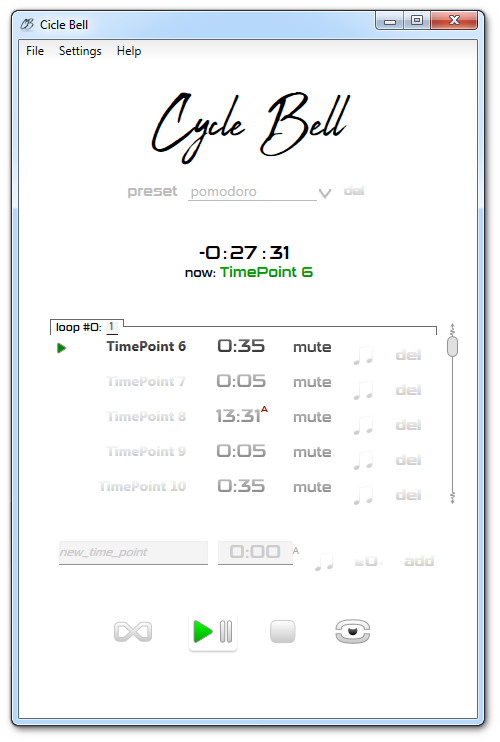 CB Cicle Bell
File Settings Help
Cycle Bell
preset pomodoro del
-0:27:31
now: TimePoint 6
loop #0: 1
TimePoint 6 0:35 mute del
TimePoint 7 0:05 mute del
TimePoint 8 13:31 A mute del
TimePoint 9 0:05 mute del
TimePoint 10 0:35 mute del
new_time_point 0:00 A add